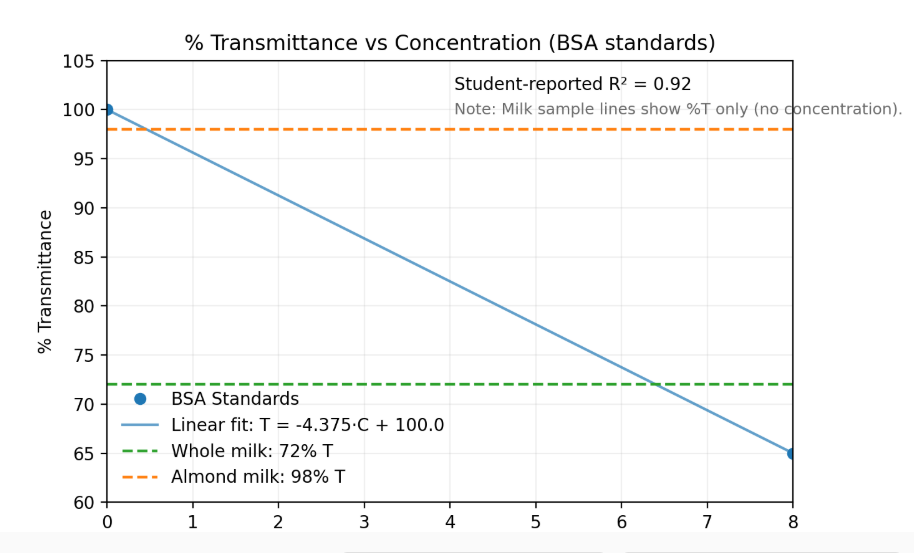 % Transmittance vs Concentration (BSA standards)
105
Student-reported R² = 0.92
Note: Milk sample lines show %T only (no concentration).
100
95
90
85
80
75
70
65
60
% Transmittance
BSA Standards
Linear fit: T = -4.375·C + 100.0
Whole milk: 72% T
Almond milk: 98% T
0 1 2 3 4 5 6 7 8